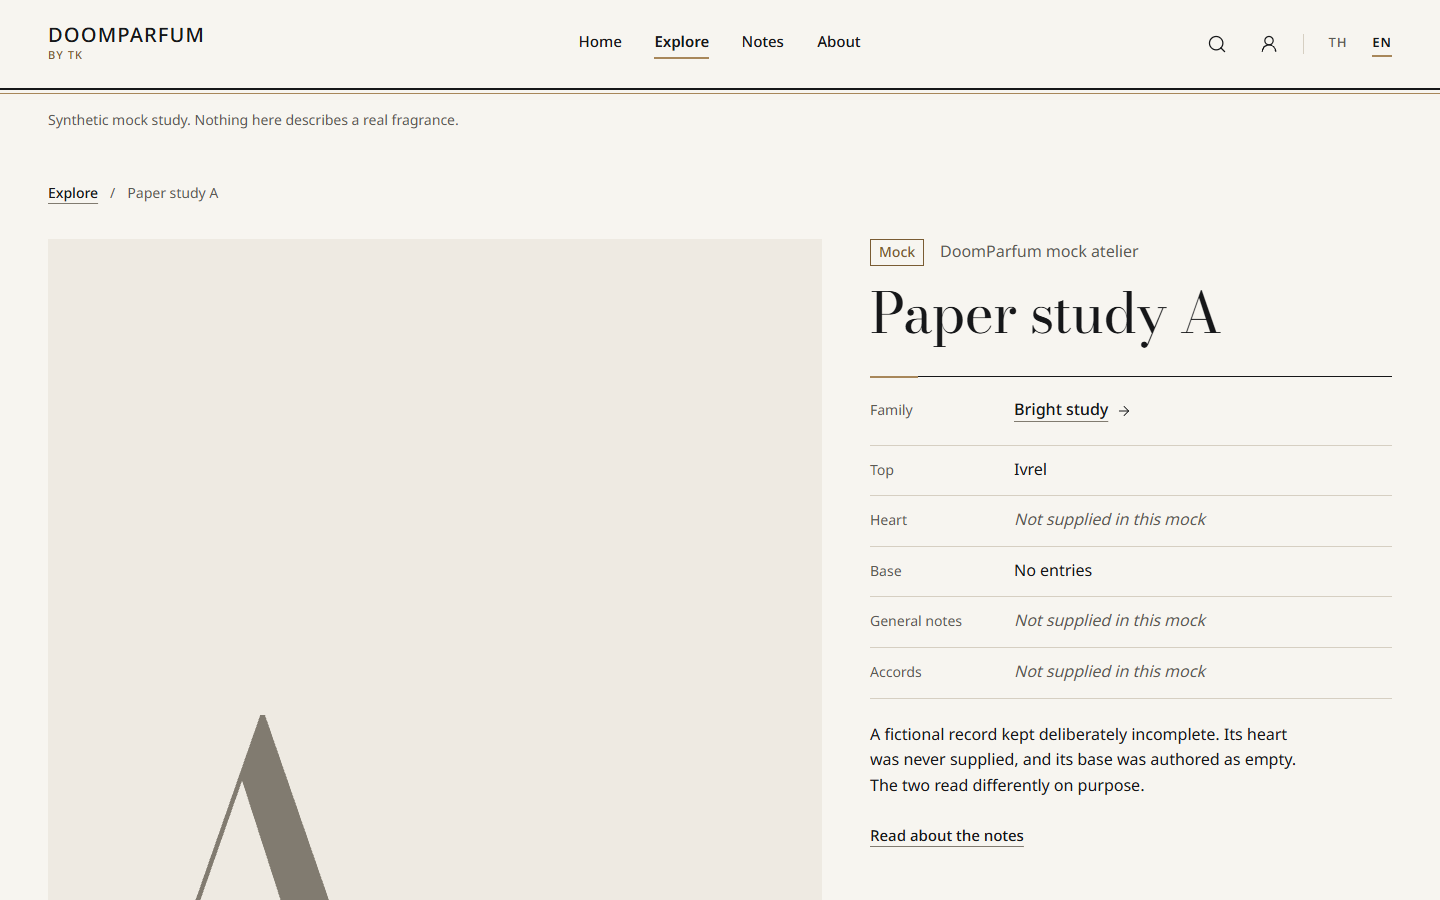 DOOMPARFUM
BY TK
Home
Explore
Notes
About
TH
EN
Synthetic mock study. Nothing here describes a real fragrance.
Explore / Paper study A
Mock
DoomParfum mock atelier
Paper study A
Family
Bright study →
Top
Ivrel
Heart
Not supplied in this mock
Base
No entries
General notes
Not supplied in this mock
Accords
Not supplied in this mock
A fictional record kept deliberately incomplete. Its heart
was never supplied, and its base was authored as empty.
The two read differently on purpose.
Read about the notes
A